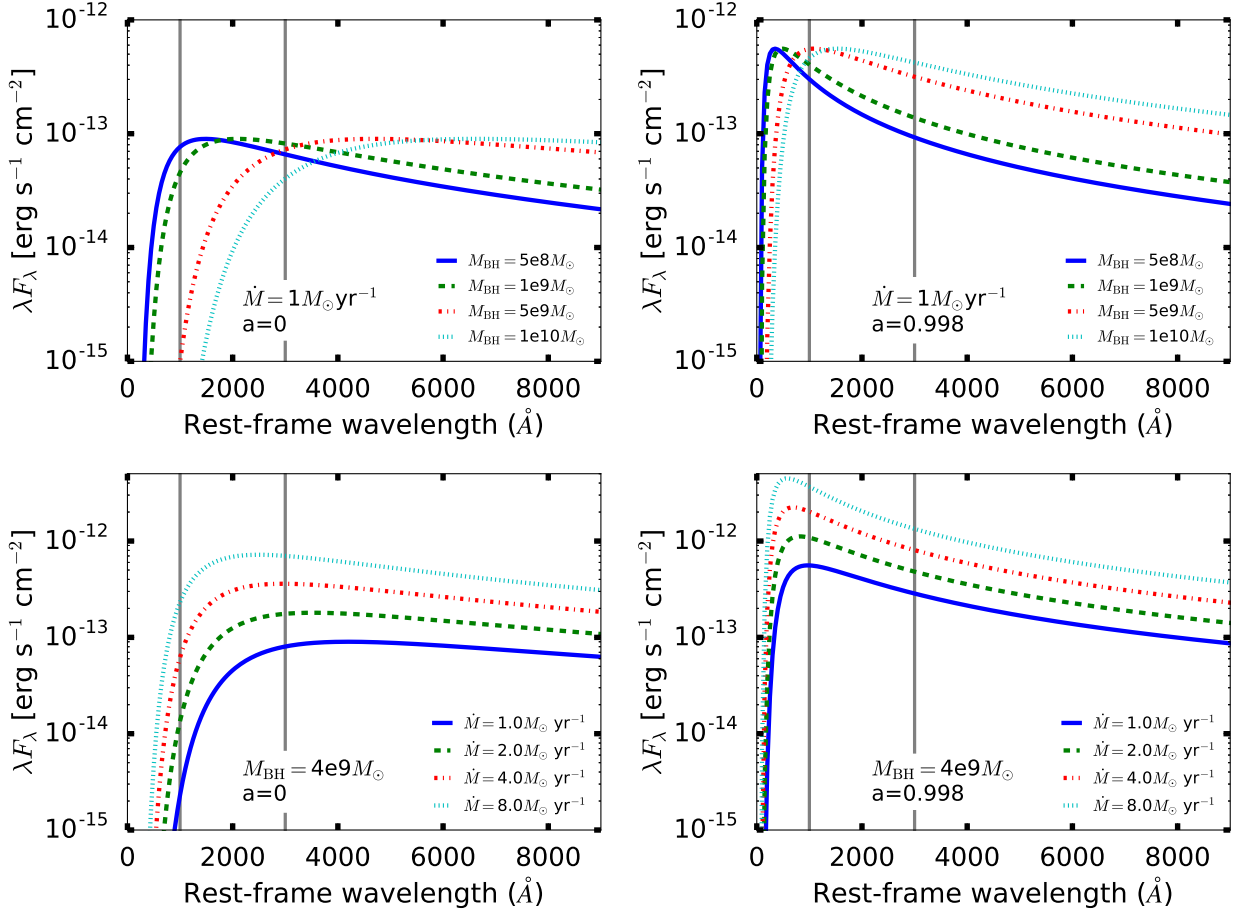 10⁻¹²
10⁻¹³
10⁻¹⁴
10⁻¹⁵
λF_λ [erg s⁻¹ cm⁻²]
M_BH = 5e8M_⊙
M_BH = 1e9M_⊙
M_BH = 5e9M_⊙
M_BH = 1e10M_⊙
Ṁ = 1M_⊙yr⁻¹
a=0
0 2000 4000 6000 8000
Rest-frame wavelength (Å)
10⁻¹²
10⁻¹³
10⁻¹⁴
10⁻¹⁵
λF_λ [erg s⁻¹ cm⁻²]
M_BH = 5e8M_⊙
M_BH = 1e9M_⊙
M_BH = 5e9M_⊙
M_BH = 1e10M_⊙
Ṁ = 1M_⊙yr⁻¹
a=0.998
0 2000 4000 6000 8000
Rest-frame wavelength (Å)
10⁻¹²
10⁻¹³
10⁻¹⁴
10⁻¹⁵
λF_λ [erg s⁻¹ cm⁻²]
Ṁ = 1.0M_⊙ yr⁻¹
Ṁ = 2.0M_⊙ yr⁻¹
Ṁ = 4.0M_⊙ yr⁻¹
Ṁ = 8.0M_⊙ yr⁻¹
M_BH = 4e9M_⊙
a=0
0 2000 4000 6000 8000
Rest-frame wavelength (Å)
10⁻¹²
10⁻¹³
10⁻¹⁴
10⁻¹⁵
λF_λ [erg s⁻¹ cm⁻²]
Ṁ = 1.0M_⊙ yr⁻¹
Ṁ = 2.0M_⊙ yr⁻¹
Ṁ = 4.0M_⊙ yr⁻¹
Ṁ = 8.0M_⊙ yr⁻¹
M_BH = 4e9M_⊙
a=0.998
0 2000 4000 6000 8000
Rest-frame wavelength (Å)